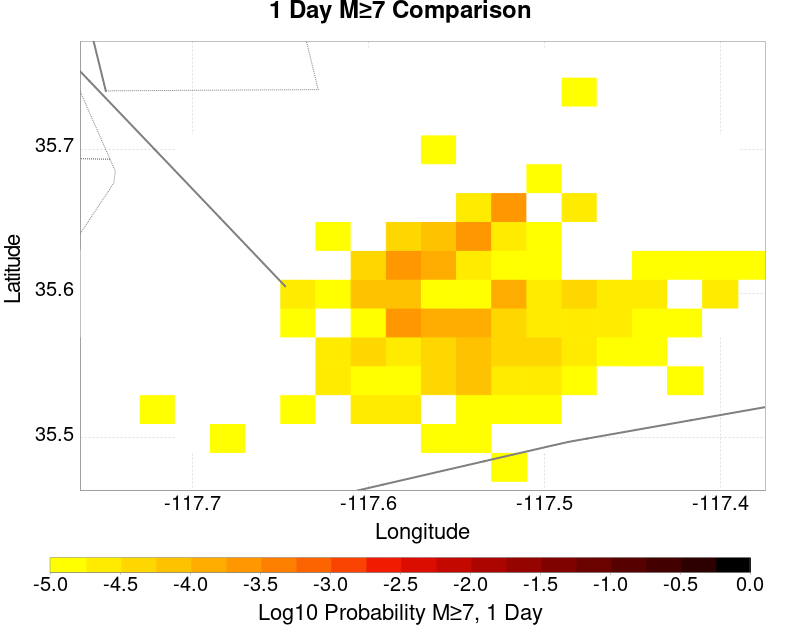 1 Day M≥7 Comparison
35.7
35.6
35.5
Latitude
-117.7 -117.6 -117.5 -117.4
Longitude
-5.0 -4.5 -4.0 -3.5 -3.0 -2.5 -2.0 -1.5 -1.0 -0.5 0.0
Log10 Probability M≥7, 1 Day